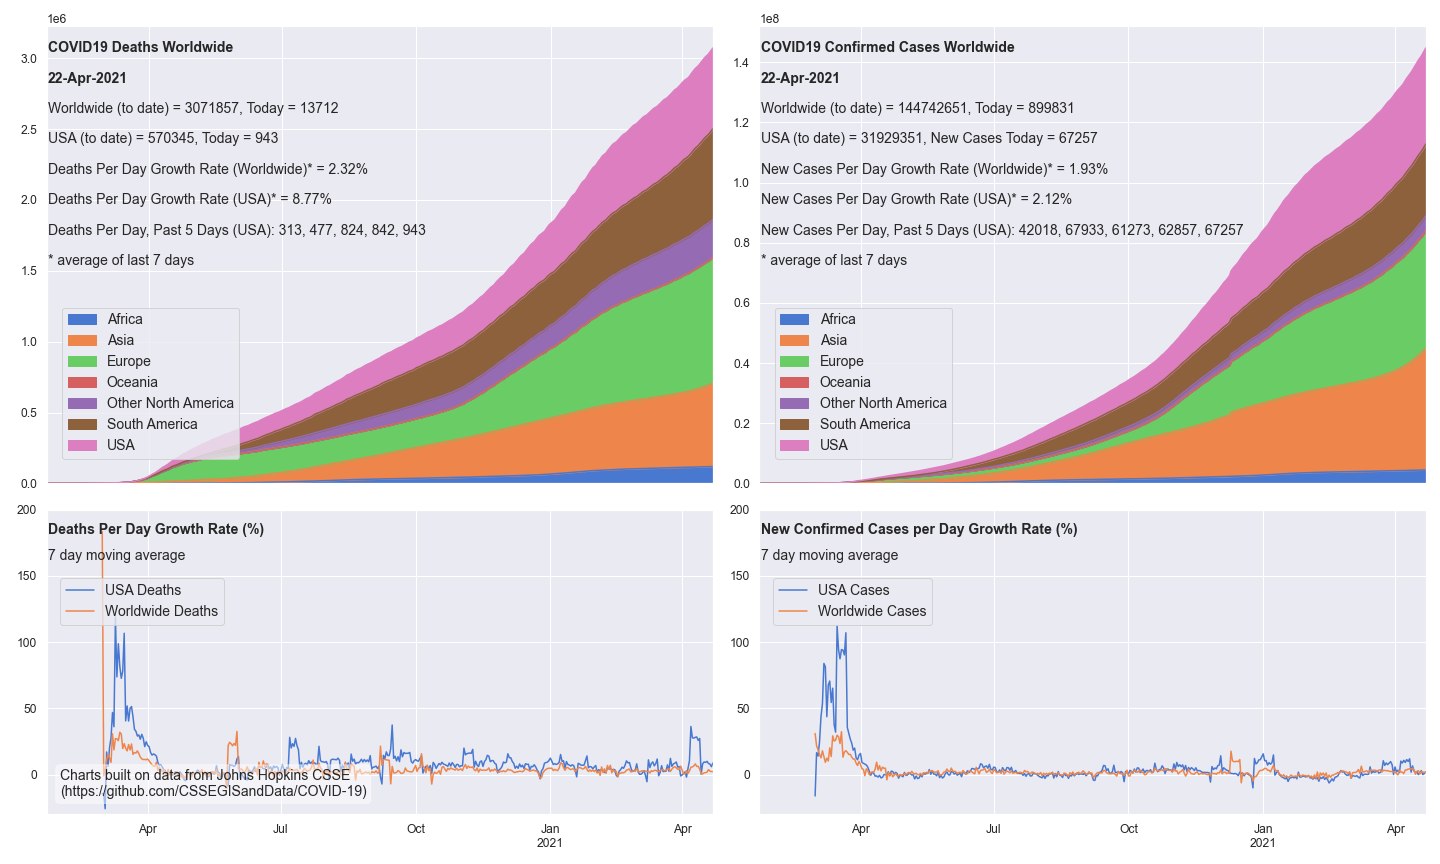 1e6
COVID19 Deaths Worldwide
22-Apr-2021
Worldwide (to date) = 3071857, Today = 13712
USA (to date) = 570345, Today = 943
Deaths Per Day Growth Rate (Worldwide)* = 2.32%
Deaths Per Day Growth Rate (USA)* = 8.77%
Deaths Per Day, Past 5 Days (USA): 313, 477, 824, 842, 943
* average of last 7 days
3.0
2.5
2.0
1.5
1.0
0.5
0.0
Africa
Asia
Europe
Oceania
Other North America
South America
USA
1e8
COVID19 Confirmed Cases Worldwide
22-Apr-2021
Worldwide (to date) = 144742651, Today = 899831
USA (to date) = 31929351, New Cases Today = 67257
New Cases Per Day Growth Rate (Worldwide)* = 1.93%
New Cases Per Day Growth Rate (USA)* = 2.12%
New Cases Per Day, Past 5 Days (USA): 42018, 67933, 61273, 62857, 67257
* average of last 7 days
1.4
1.2
1.0
0.8
0.6
0.4
0.2
0.0
Africa
Asia
Europe
Oceania
Other North America
South America
USA
Deaths Per Day Growth Rate (%)
7 day moving average
USA Deaths
Worldwide Deaths
200
150
100
50
0
Charts built on data from Johns Hopkins CSSE
(https://github.com/CSSEGISandData/COVID-19)
Apr
Jul
Oct
Jan
2021
Apr
New Confirmed Cases per Day Growth Rate (%)
7 day moving average
USA Cases
Worldwide Cases
200
150
100
50
0
Apr
Jul
Oct
Jan
2021
Apr